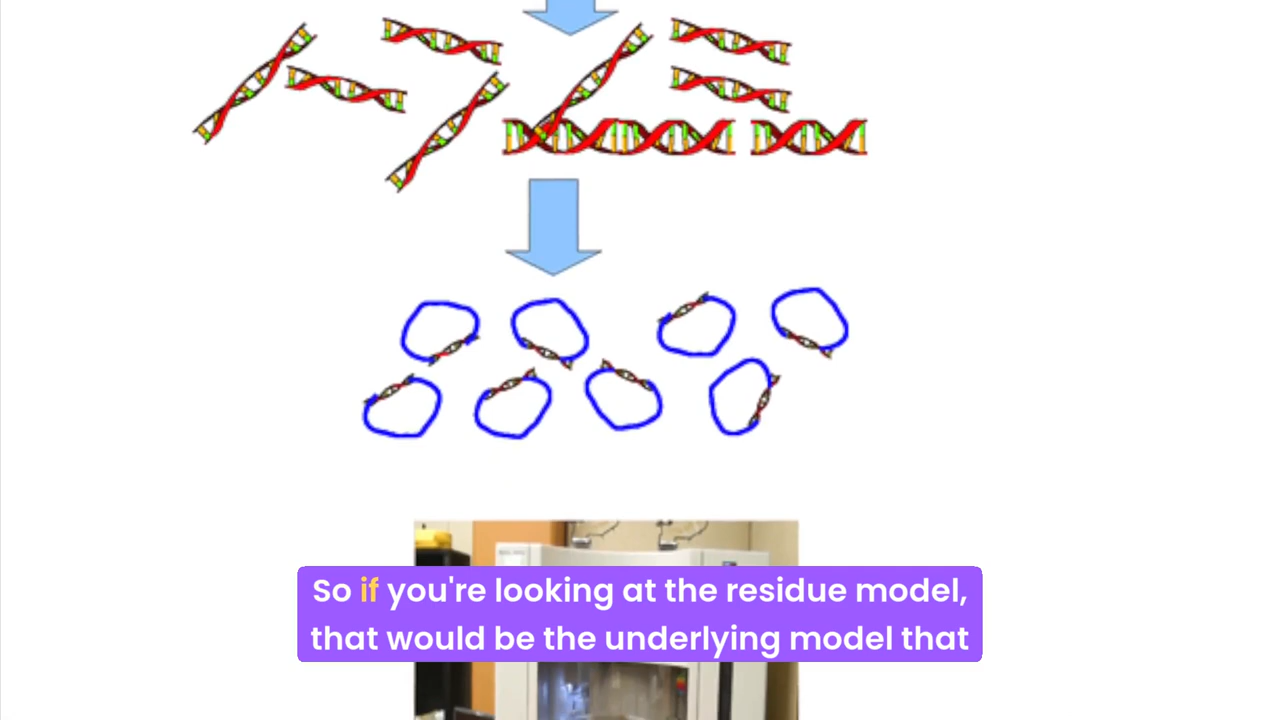 So if you're looking at the residue model,
that would be the underlying model that